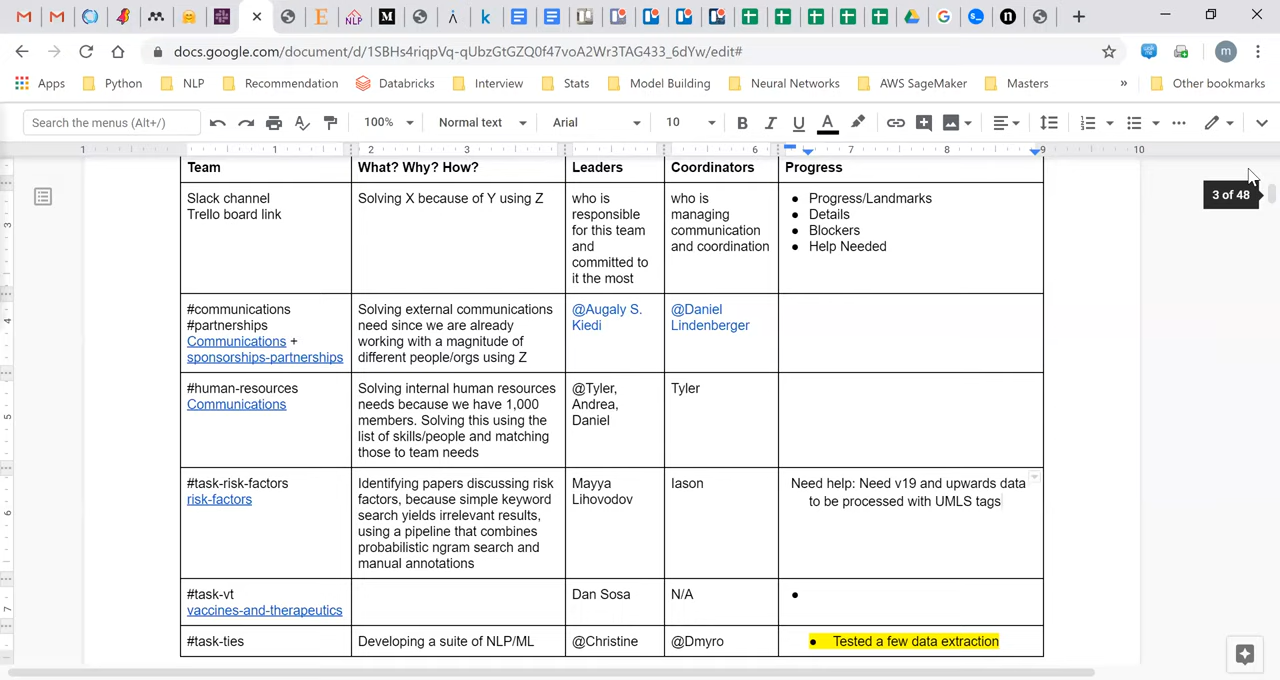 docs.google.com/document/d/1SBHs4riqpVq-qUbzGtGZQ0f47voA2Wr3TAG433_6dYw/edit#
Apps Python NLP Recommendation Databricks Interview Stats Model Building Neural Networks AWS SageMaker Masters » Other bookmarks
Search the menus (Alt+/) 100% Normal text Arial 10 B I U A
1 1 2 3 6 7 8 9 10
Team What? Why? How? Leaders Coordinators Progress
3 of 48
Slack channel
Trello board link
Solving X because of Y using Z
who is
responsible
for this team
and
committed to
it the most
who is
managing
communication
and coordination
● Progress/Landmarks
● Details
● Blockers
● Help Needed
#communications
#partnerships
Communications +
sponsorships-partnerships
Solving external communications
need since we are already
working with a magnitude of
different people/orgs using Z
@Augaly S.
Kiedi
@Daniel
Lindenberger
#human-resources
Communications
Solving internal human resources
needs because we have 1,000
members. Solving this using the
list of skills/people and matching
those to team needs
@Tyler,
Andrea,
Daniel
Tyler
#task-risk-factors
risk-factors
Identifying papers discussing risk
factors, because simple keyword
search yields irrelevant results,
using a pipeline that combines
probabilistic ngram search and
manual annotations
Mayya
Lihovodov
Iason
Need help: Need v19 and upwards data
to be processed with UMLS tags
#task-vt
vaccines-and-therapeutics
Dan Sosa
N/A
●
#task-ties
Developing a suite of NLP/ML
@Christine
@Dmyro
● Tested a few data extraction